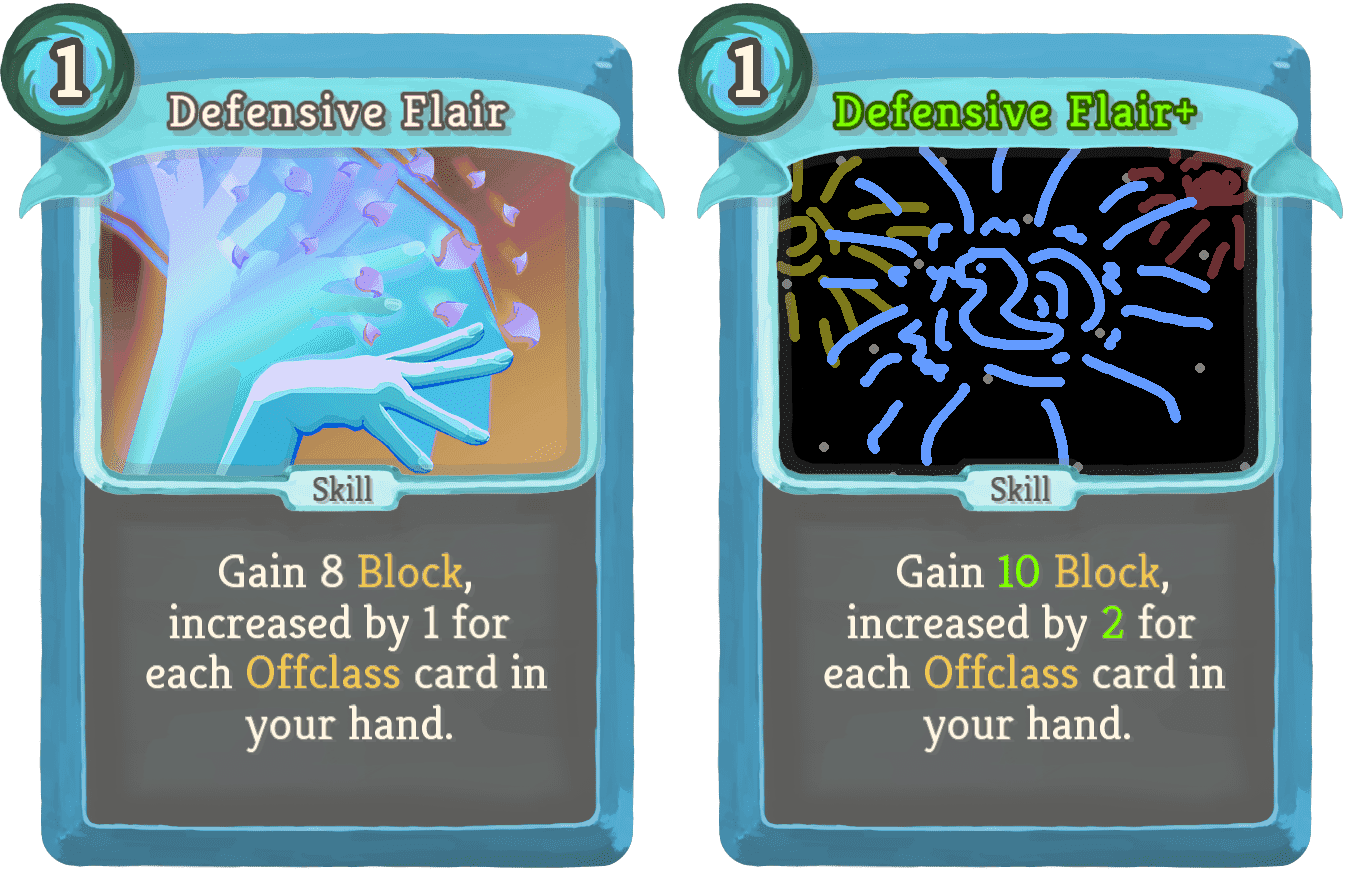 1
Defensive Flair
Skill
Gain 8 Block,
increased by 1 for
each Offclass card in
your hand.
1
Defensive Flair+
Skill
Gain 10 Block,
increased by 2 for
each Offclass card in
your hand.